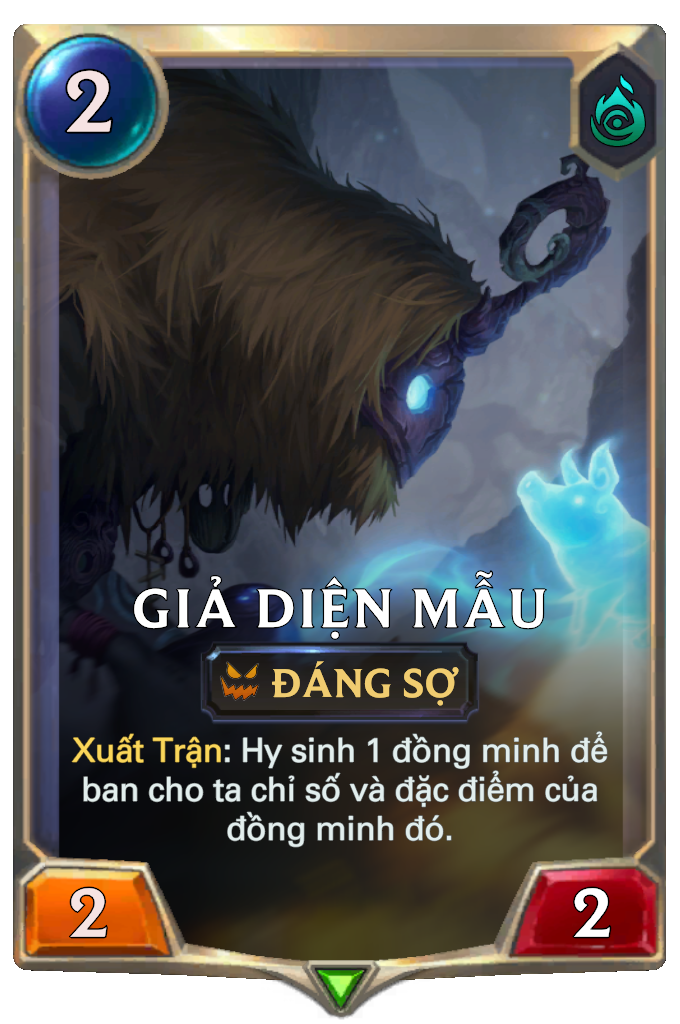 2
GIẢ DIỆN MẪU
ĐÁNG SỢ
Xuất Trận: Hy sinh 1 đồng minh để
ban cho ta chỉ số và đặc điểm của
đồng minh đó.
2
2